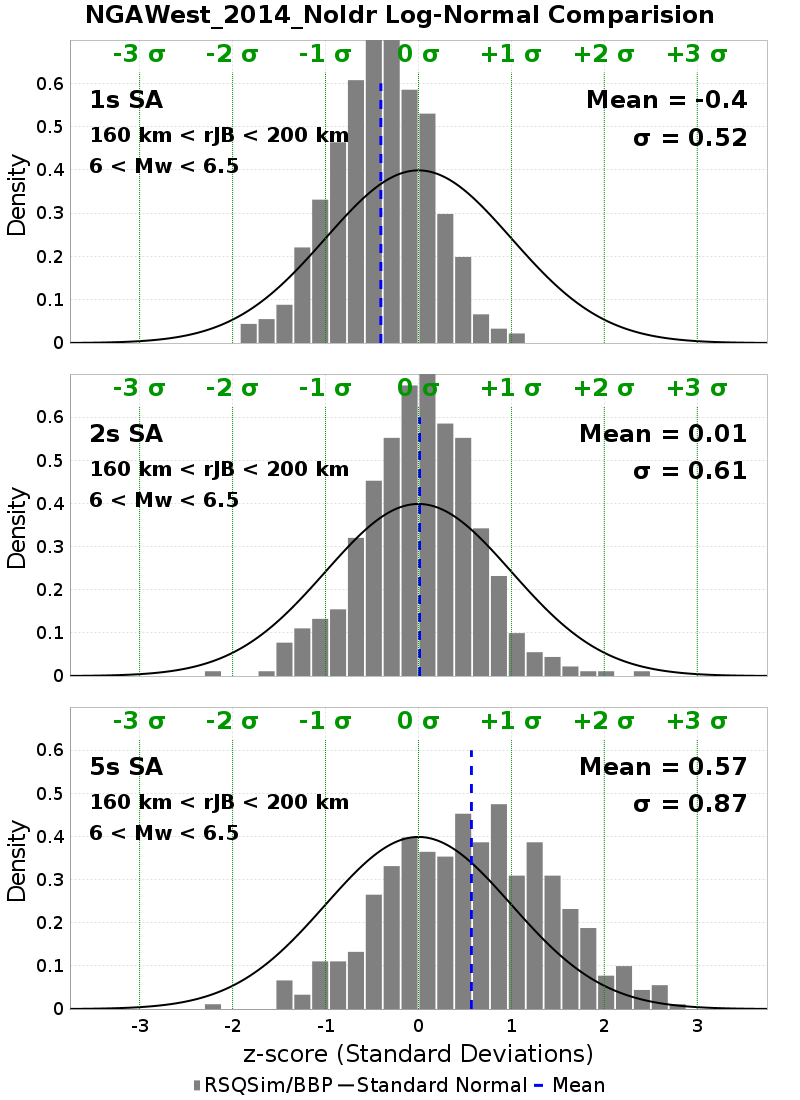 NGAWest_2014_NoIdr Log-Normal Comparision
-3 σ -2 σ -1 σ 0 σ +1 σ +2 σ +3 σ
1s SA
Mean = -0.4
160 km < rJB < 200 km
σ = 0.52
6 < Mw < 6.5
0.6
0.5
0.4
0.3
0.2
0.1
0
Density
-3 σ -2 σ -1 σ 0 σ +1 σ +2 σ +3 σ
2s SA
Mean = 0.01
160 km < rJB < 200 km
σ = 0.61
6 < Mw < 6.5
0.6
0.5
0.4
0.3
0.2
0.1
0
Density
-3 σ -2 σ -1 σ 0 σ +1 σ +2 σ +3 σ
5s SA
Mean = 0.57
160 km < rJB < 200 km
σ = 0.87
6 < Mw < 6.5
0.6
0.5
0.4
0.3
0.2
0.1
0
Density
-3 -2 -1 0 1 2 3
z-score (Standard Deviations)
RSQSim/BBP Standard Normal Mean